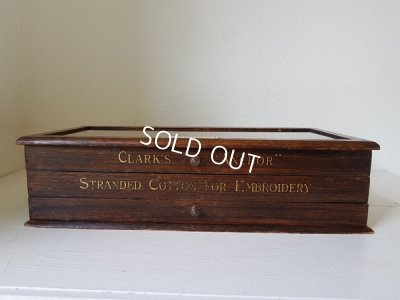 SOLD OUT
CLARK'S
STRANDED COTTON FOR EMBROIDERY